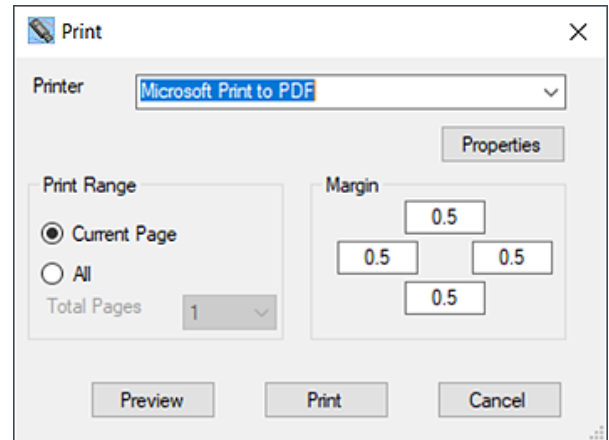 Print
Printer
Microsoft Print to PDF
Properties
Print Range
Current Page
All
Total Pages
1
Margin
0.5
0.5 0.5
0.5
Preview Print Cancel